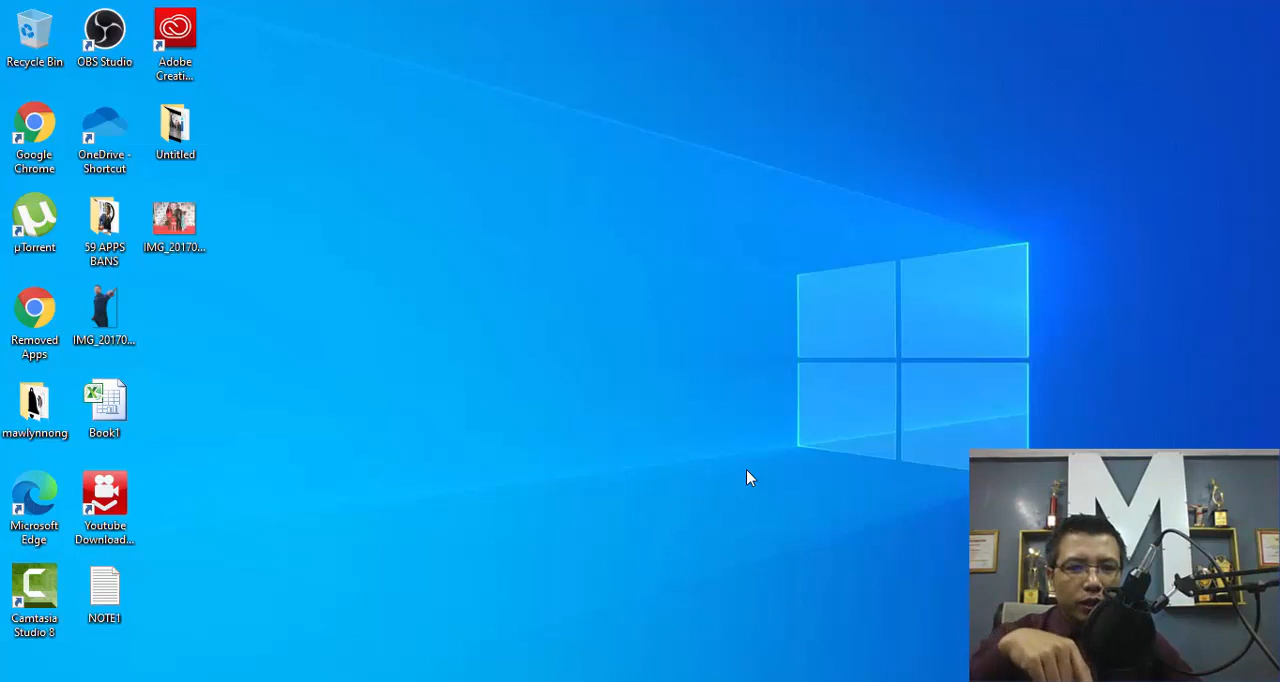 Recycle Bin
OBS Studio
Adobe
Creati...
Google
Chrome
OneDrive -
Shortcut
Untitled
µTorrent
59 APPS
BANS
IMG_20170...
Removed
Apps
IMG_20170...
mawlynnong
Book1
Microsoft
Edge
Youtube
Download...
Camtasia
Studio 8
NOTE1
M